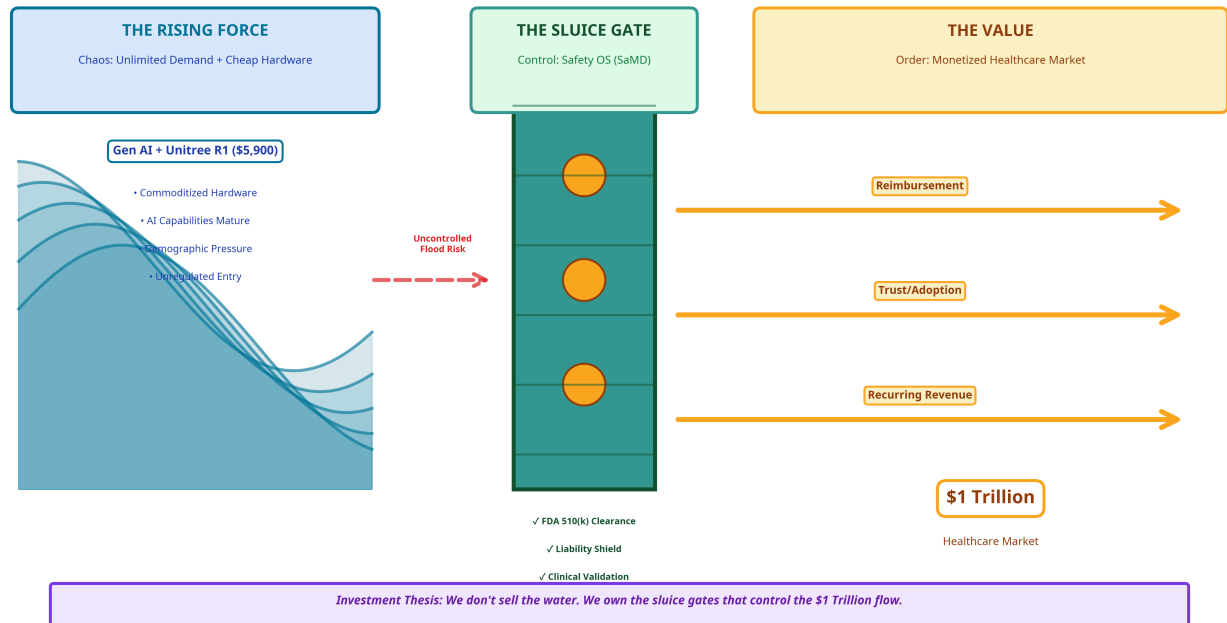 THE RISING FORCE
Chaos: Unlimited Demand + Cheap Hardware
THE SLUICE GATE
Control: Safety OS (SaMD)
THE VALUE
Order: Monetized Healthcare Market
Gen AI + Unitree R1 ($5,900)
• Commoditized Hardware
• AI Capabilities Mature
• Demographic Pressure
• Unregulated Entry
Uncontrolled
Flood Risk
Reimbursement
Trust/Adoption
Recurring Revenue
$1 Trillion
Healthcare Market
✓ FDA 510(k) Clearance
✓ Liability Shield
✓ Clinical Validation
Investment Thesis: We don't sell the water. We own the sluice gates that control the $1 Trillion flow.